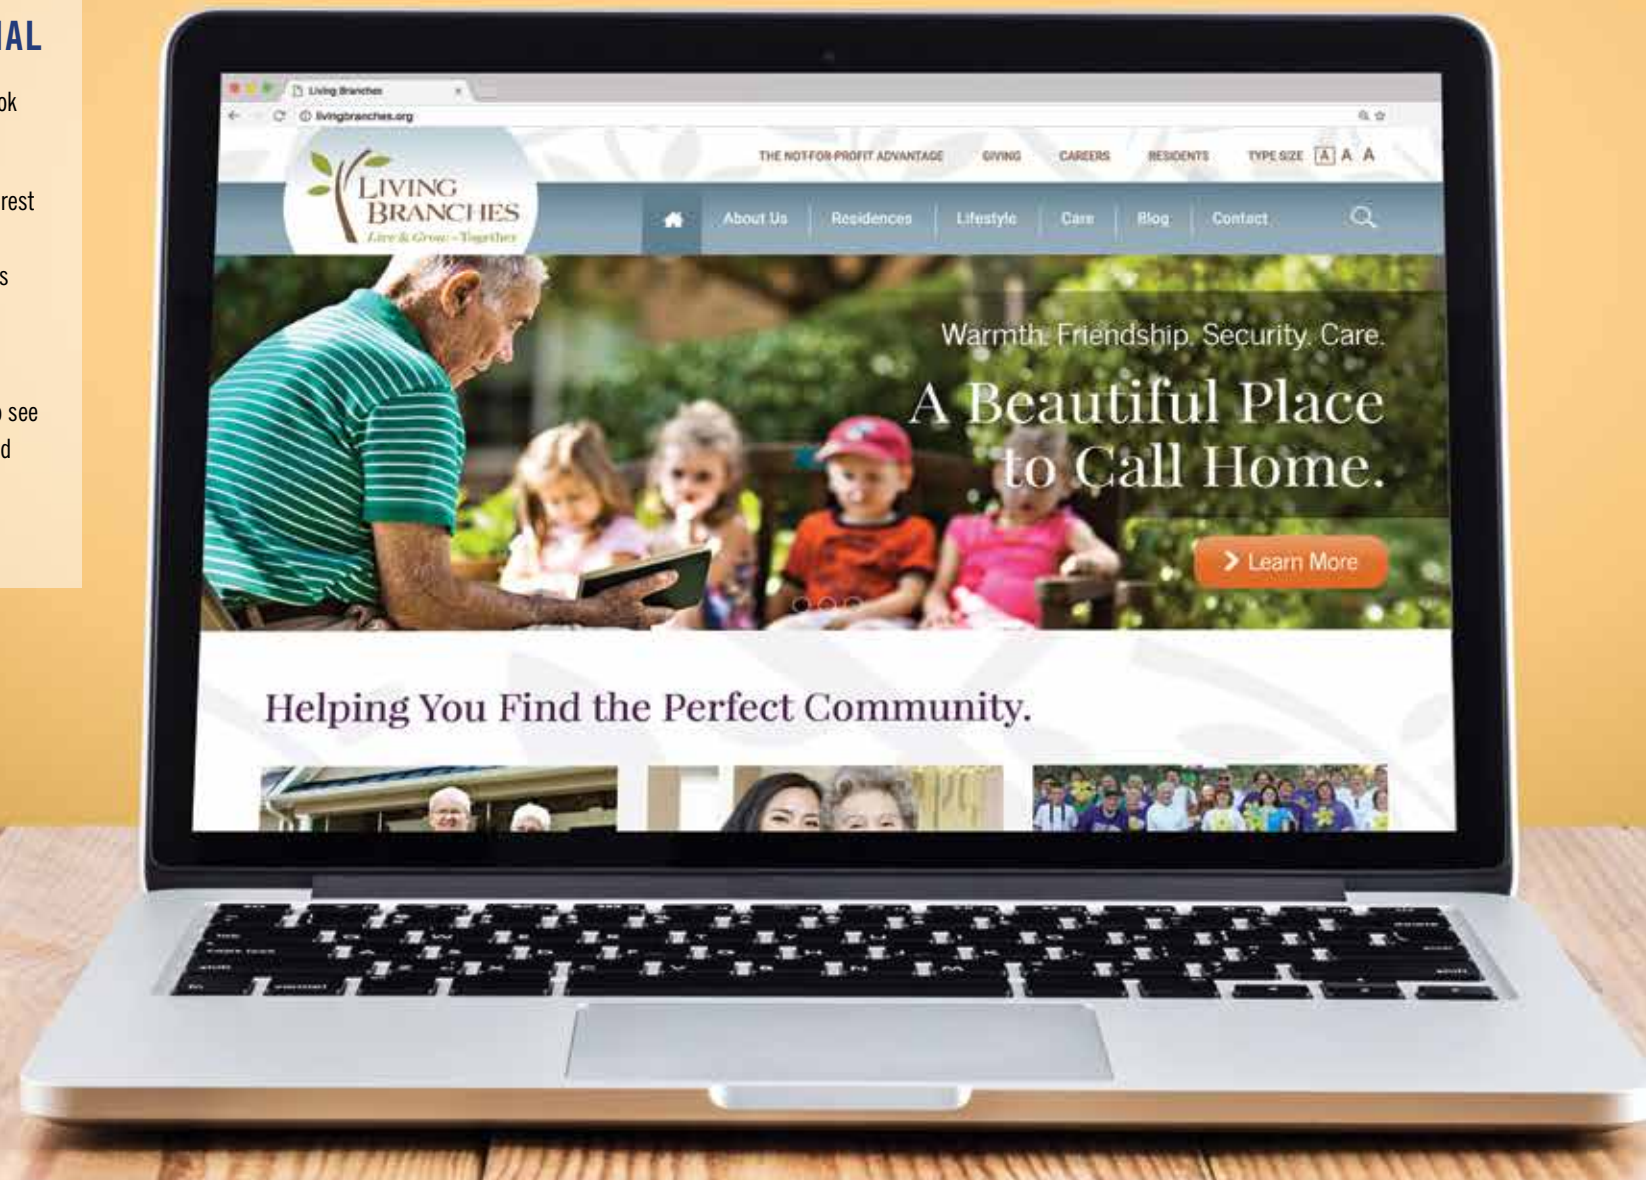 IAL
ok
rest
s
o see
d
Living Branches
livingbranches.org
THE NOT-FOR-PROFIT ADVANTAGE GIVING CAREERS RESIDENTS TYPE SIZE A A A
LIVING
BRANCHES
Live & Grow - Together
About Us Residences Lifestyle Care Blog Contact
Warmth. Friendship. Security. Care.
A Beautiful Place
to Call Home.
Learn More
Helping You Find the Perfect Community.